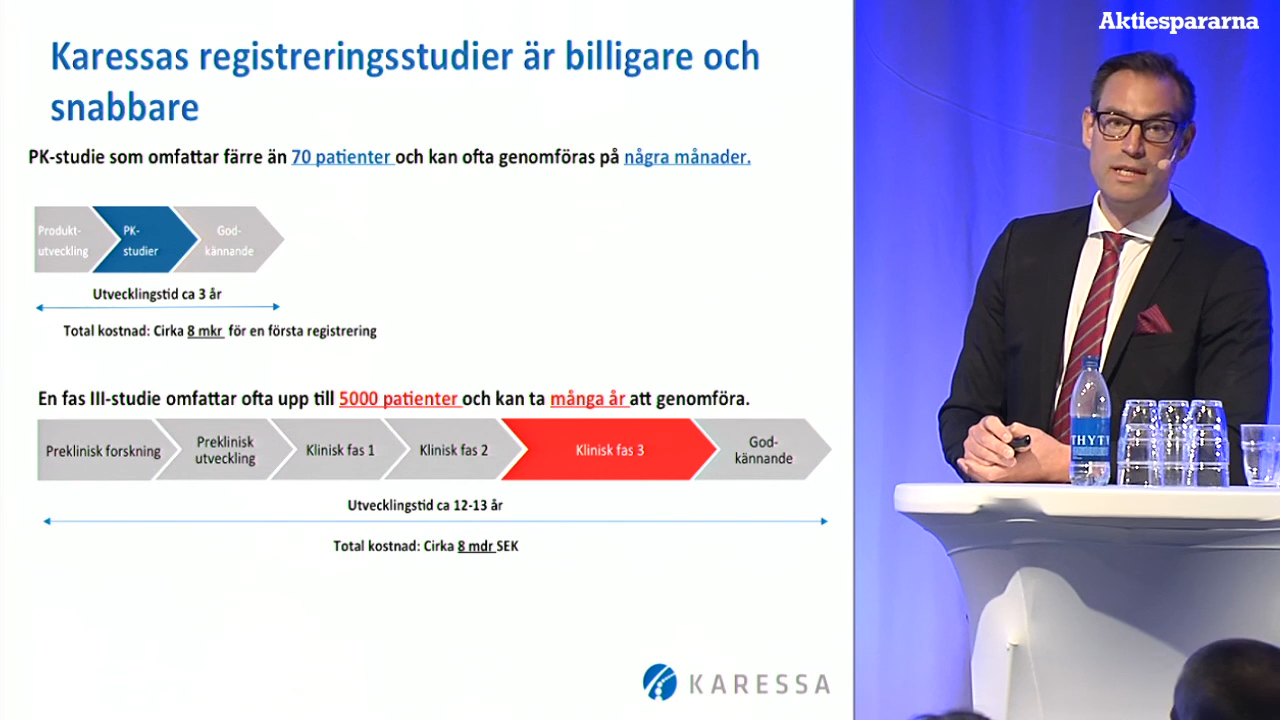 Aktiespararna
Karessas registreringsstudier är billigare och
snabbare
PK-studie som omfattar färre än 70 patienter och kan ofta genomföras på några månader.
Produkt-
utveckling
PK-
studier
God-
kännande
Utvecklingstid ca 3 år
Total kostnad: Cirka 8 mkr för en första registrering
En fas III-studie omfattar ofta upp till 5000 patienter och kan ta många år att genomföra.
Preklinisk forskning
Preklinisk
utveckling
Klinisk fas 1
Klinisk fas 2
Klinisk fas 3
God-
kännande
Utvecklingstid ca 12-13 år
Total kostnad: Cirka 8 mdr SEK
KARESSA
THYT